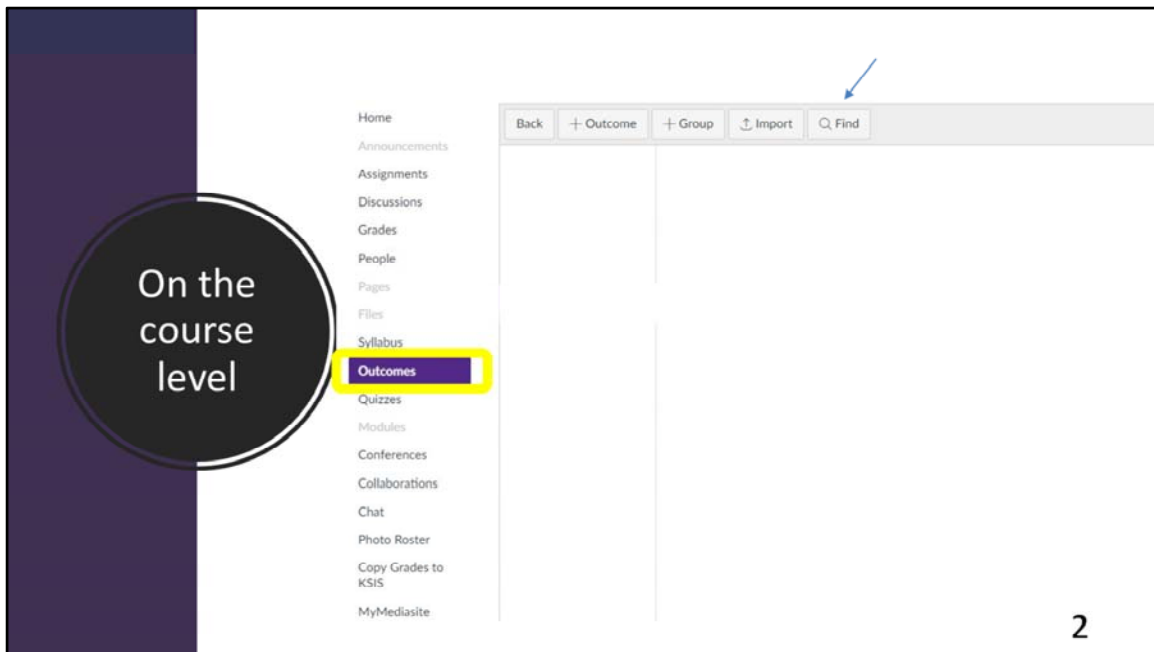 On the
course
level
Home
Announcements
Assignments
Discussions
Grades
People
Pages
Files
Syllabus
Outcomes
Quizzes
Modules
Conferences
Collaborations
Chat
Photo Roster
Copy Grades to
KSIS
MyMediasite
Back + Outcome + Group Import Find
2